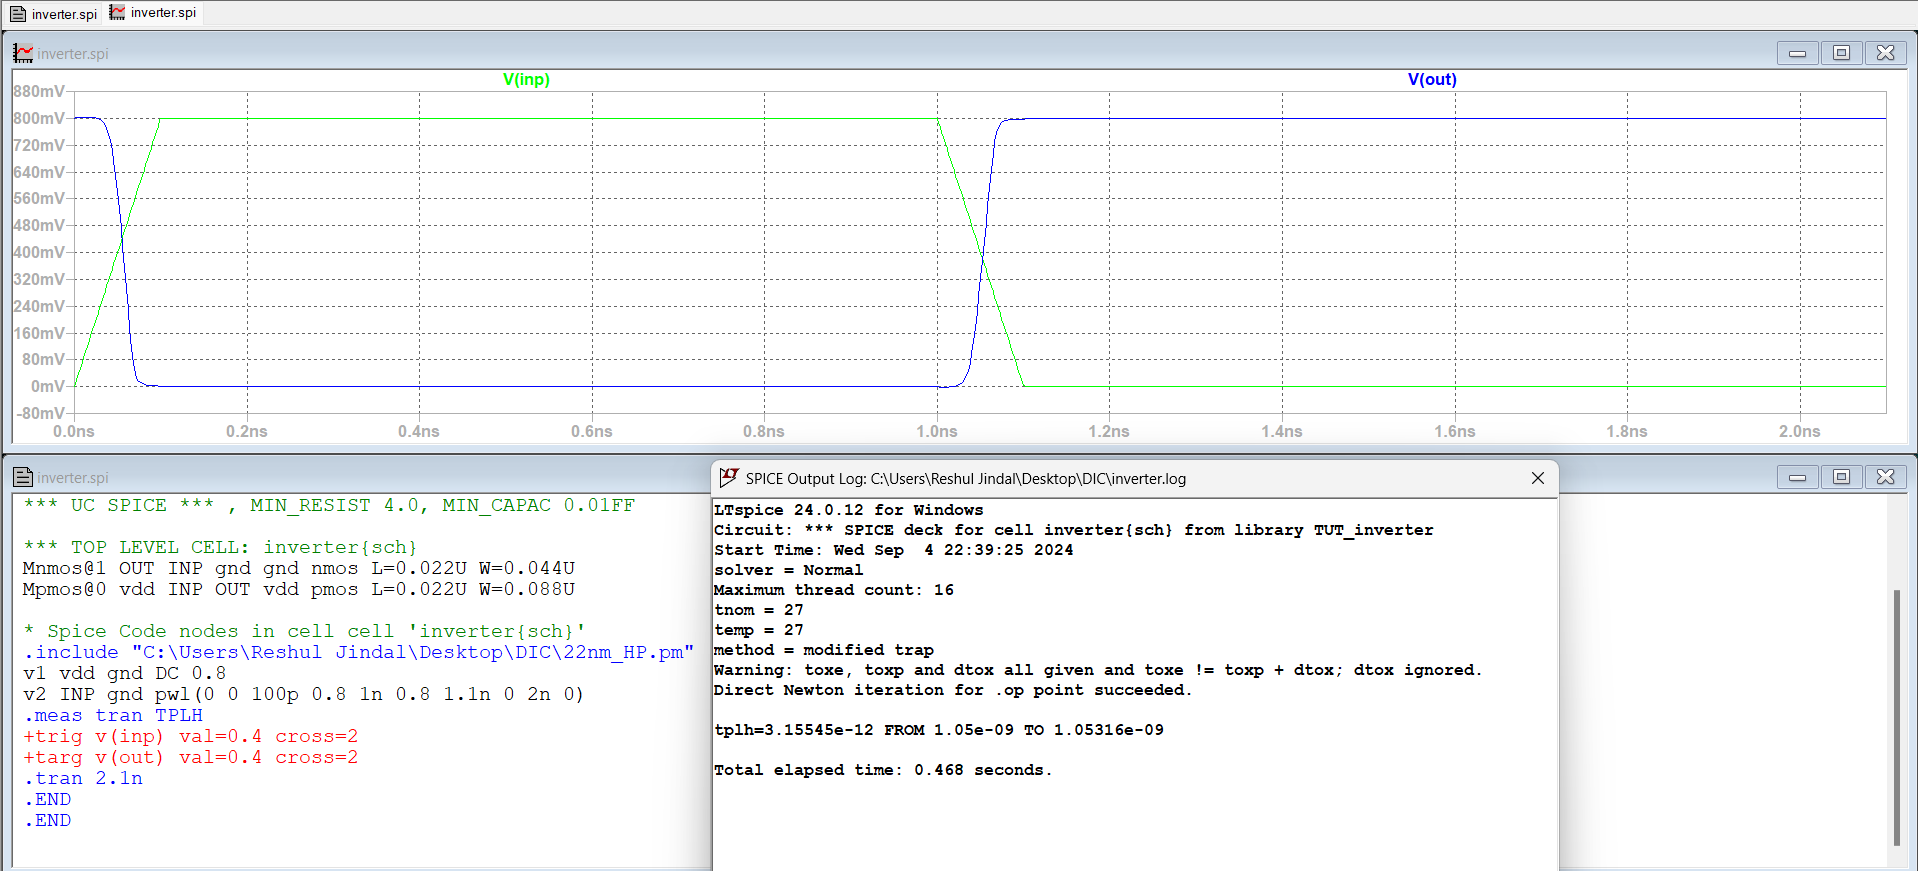 inverter.spi
inverter.spi
inverter.spi
V(inp)
V(out)
880mV
800mV
720mV
640mV
560mV
480mV
400mV
320mV
240mV
160mV
80mV
0mV
-80mV
0.0ns
0.2ns
0.4ns
0.6ns
0.8ns
1.0ns
1.2ns
1.4ns
1.6ns
1.8ns
2.0ns
inverter.spi
*** UC SPICE *** , MIN_RESIST 4.0, MIN_CAPAC 0.01FF
*** TOP LEVEL CELL: inverter{sch}
Mnmos@1 OUT INP gnd gnd nmos L=0.022U W=0.044U
Mpmos@0 vdd INP OUT vdd pmos L=0.022U W=0.088U
* Spice Code nodes in cell cell 'inverter{sch}'
.include "C:\Users\Reshul Jindal\Desktop\DIC\22nm_HP.pm"
v1 vdd gnd DC 0.8
v2 INP gnd pwl(0 0 100p 0.8 1n 0.8 1.1n 0 2n 0)
.meas tran TPLH
+trig v(inp) val=0.4 cross=2
+targ v(out) val=0.4 cross=2
.tran 2.1n
.END
.END
SPICE Output Log: C:\Users\Reshul Jindal\Desktop\DIC\inverter.log
LTspice 24.0.12 for Windows
Circuit: *** SPICE deck for cell inverter{sch} from library TUT_inverter
Start Time: Wed Sep  4 22:39:25 2024
solver = Normal
Maximum thread count: 16
tnom = 27
temp = 27
method = modified trap
Warning: toxe, toxp and dtox all given and toxe != toxp + dtox; dtox ignored.
Direct Newton iteration for .op point succeeded.
tplh=3.15545e-12 FROM 1.05e-09 TO 1.05316e-09
Total elapsed time: 0.468 seconds.